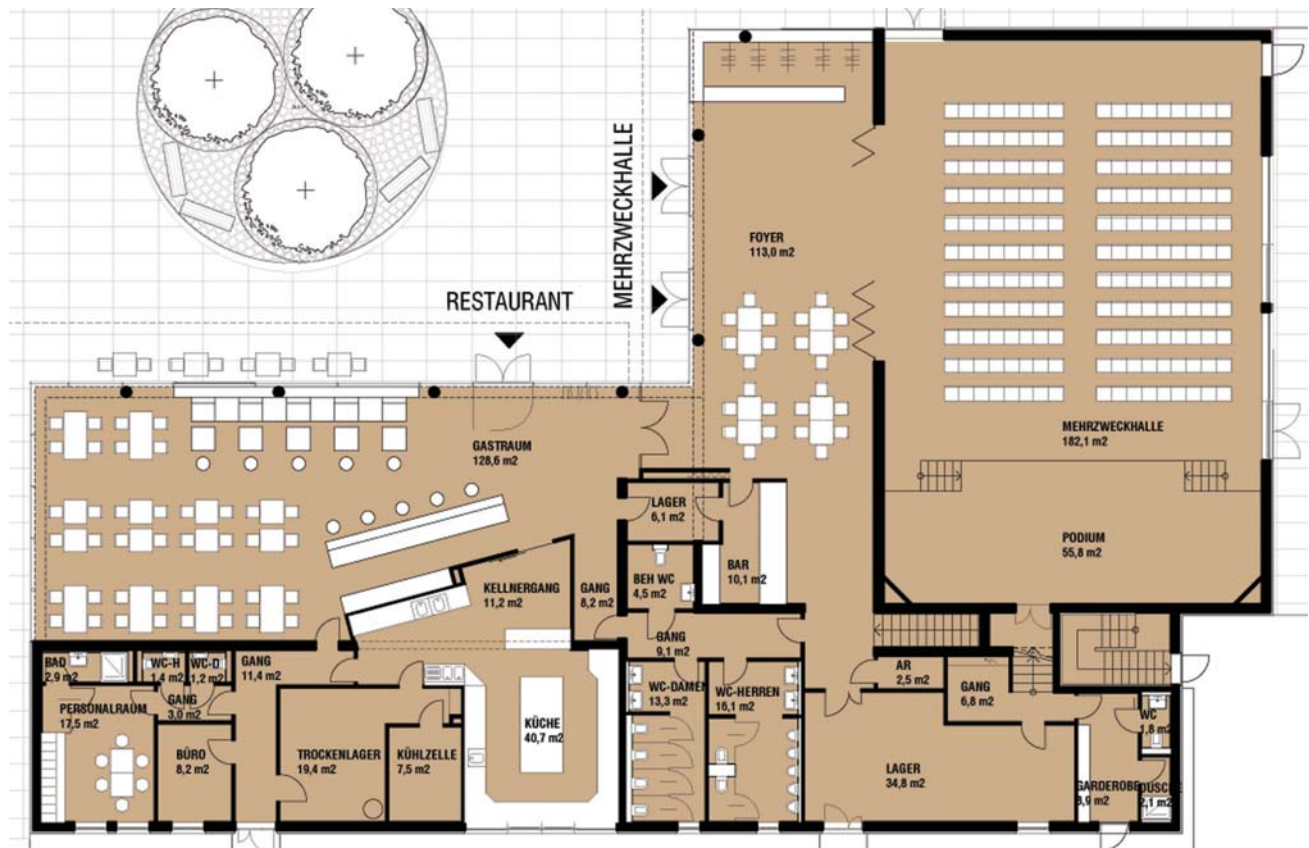 MEHRZWECKHALLE
RESTAURANT
FOYER
113,0 m2
MEHRZWECKHALLE
182,1 m2
GASTRAUM
128,6 m2
LAGER
6,1 m2
PODIUM
55,8 m2
BAR
10,1 m2
BEH WC
4,5 m2
KELLNERGANG
11,2 m2
GANG
8,2 m2
GANG
9,1 m2
BAD
2,9 m2
WC-H
1,4 m2
WC-D
1,2 m2
GANG
11,4 m2
GANG
3,0 m2
PERSONALRAUM
17,5 m2
BÜRO
8,2 m2
TROCKENLAGER
19,4 m2
KÜHLZELLE
7,5 m2
KÜCHE
40,7 m2
WC-DAMEN
13,3 m2
WC-HERREN
16,1 m2
AR
2,5 m2
GANG
6,8 m2
LAGER
34,8 m2
WC
1,8 m2
GARDEROBE
8,9 m2
DUSCHE
2,1 m2